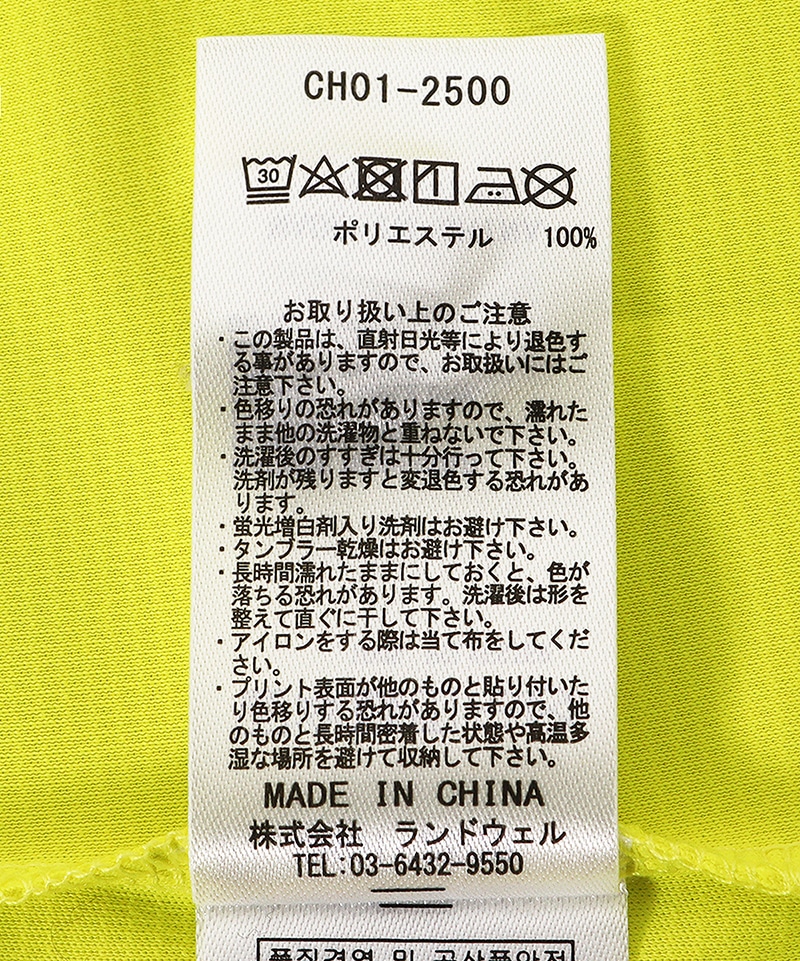 CH01-2500
30
ポリエステル 100%
お取り扱い上のご注意
・この製品は、直射日光等により退色す
る事がありますので、お取扱いにはご
注意下さい。
・色移りの恐れがありますので、濡れた
まま他の洗濯物と重ねないで下さい。
・洗濯後のすすぎは十分行って下さい。
洗剤が残りますと変退色する恐れがあ
ります。
・蛍光増白剤入り洗剤はお避け下さい。
・タンブラー乾燥はお避け下さい。
・長時間濡れたままにしておくと、色が
落ちる恐れがあります。洗濯後は形を
整えて直ぐに干して下さい。
・アイロンをする際は当て布をしてくだ
さい。
・プリント表面が他のものと貼り付いた
り色移りする恐れがありますので、他
のものと長時間密着した状態や高温多
湿な場所を避けて収納して下さい。
MADE IN CHINA
株式会社 ランドウェル
TEL:03-6432-9550
품질경영 및 공산품안전